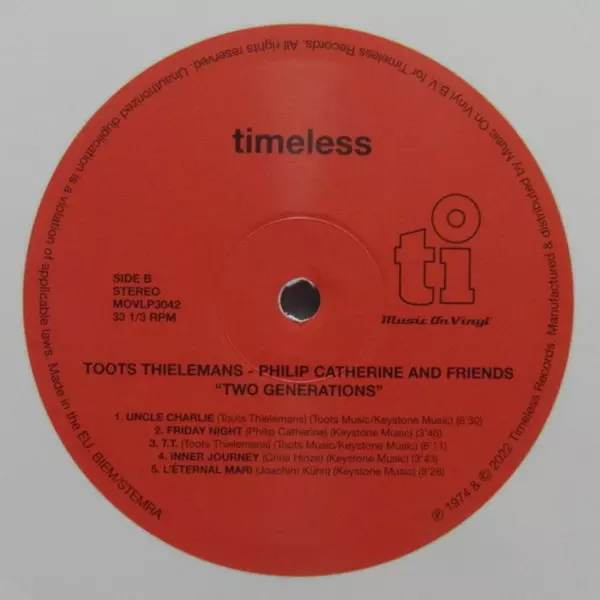 timeless
ti
Music On Vinyl
SIDE B
STEREO
MOVLP3042
33 1/3 RPM
TOOTS THIELEMANS - PHILIP CATHERINE AND FRIENDS
"TWO GENERATIONS"
1. UNCLE CHARLIE (Toots Thielemans) (Toots Music/Keystone Music) (6'30)
2. FRIDAY NIGHT (Philip Catherine) (Keystone Music) (3'46)
3. T.T. (Toots Thielemans) (Toots Music/Keystone Music) (6'11)
4. INNER JOURNEY (Chris Hinze) (Keystone Music) (3'43)
5. L'ÉTERNAL MARI (Joachim Kühn) (Keystone Music) (8'28)
℗ 1974 & © 2022 Timeless Records. Manufactured & distributed by Music On Vinyl B.V for Timeless Records. All rights reserved. Unauthorized duplication is a violation of applicable laws. Made in the EU. BIEM/STEMRA